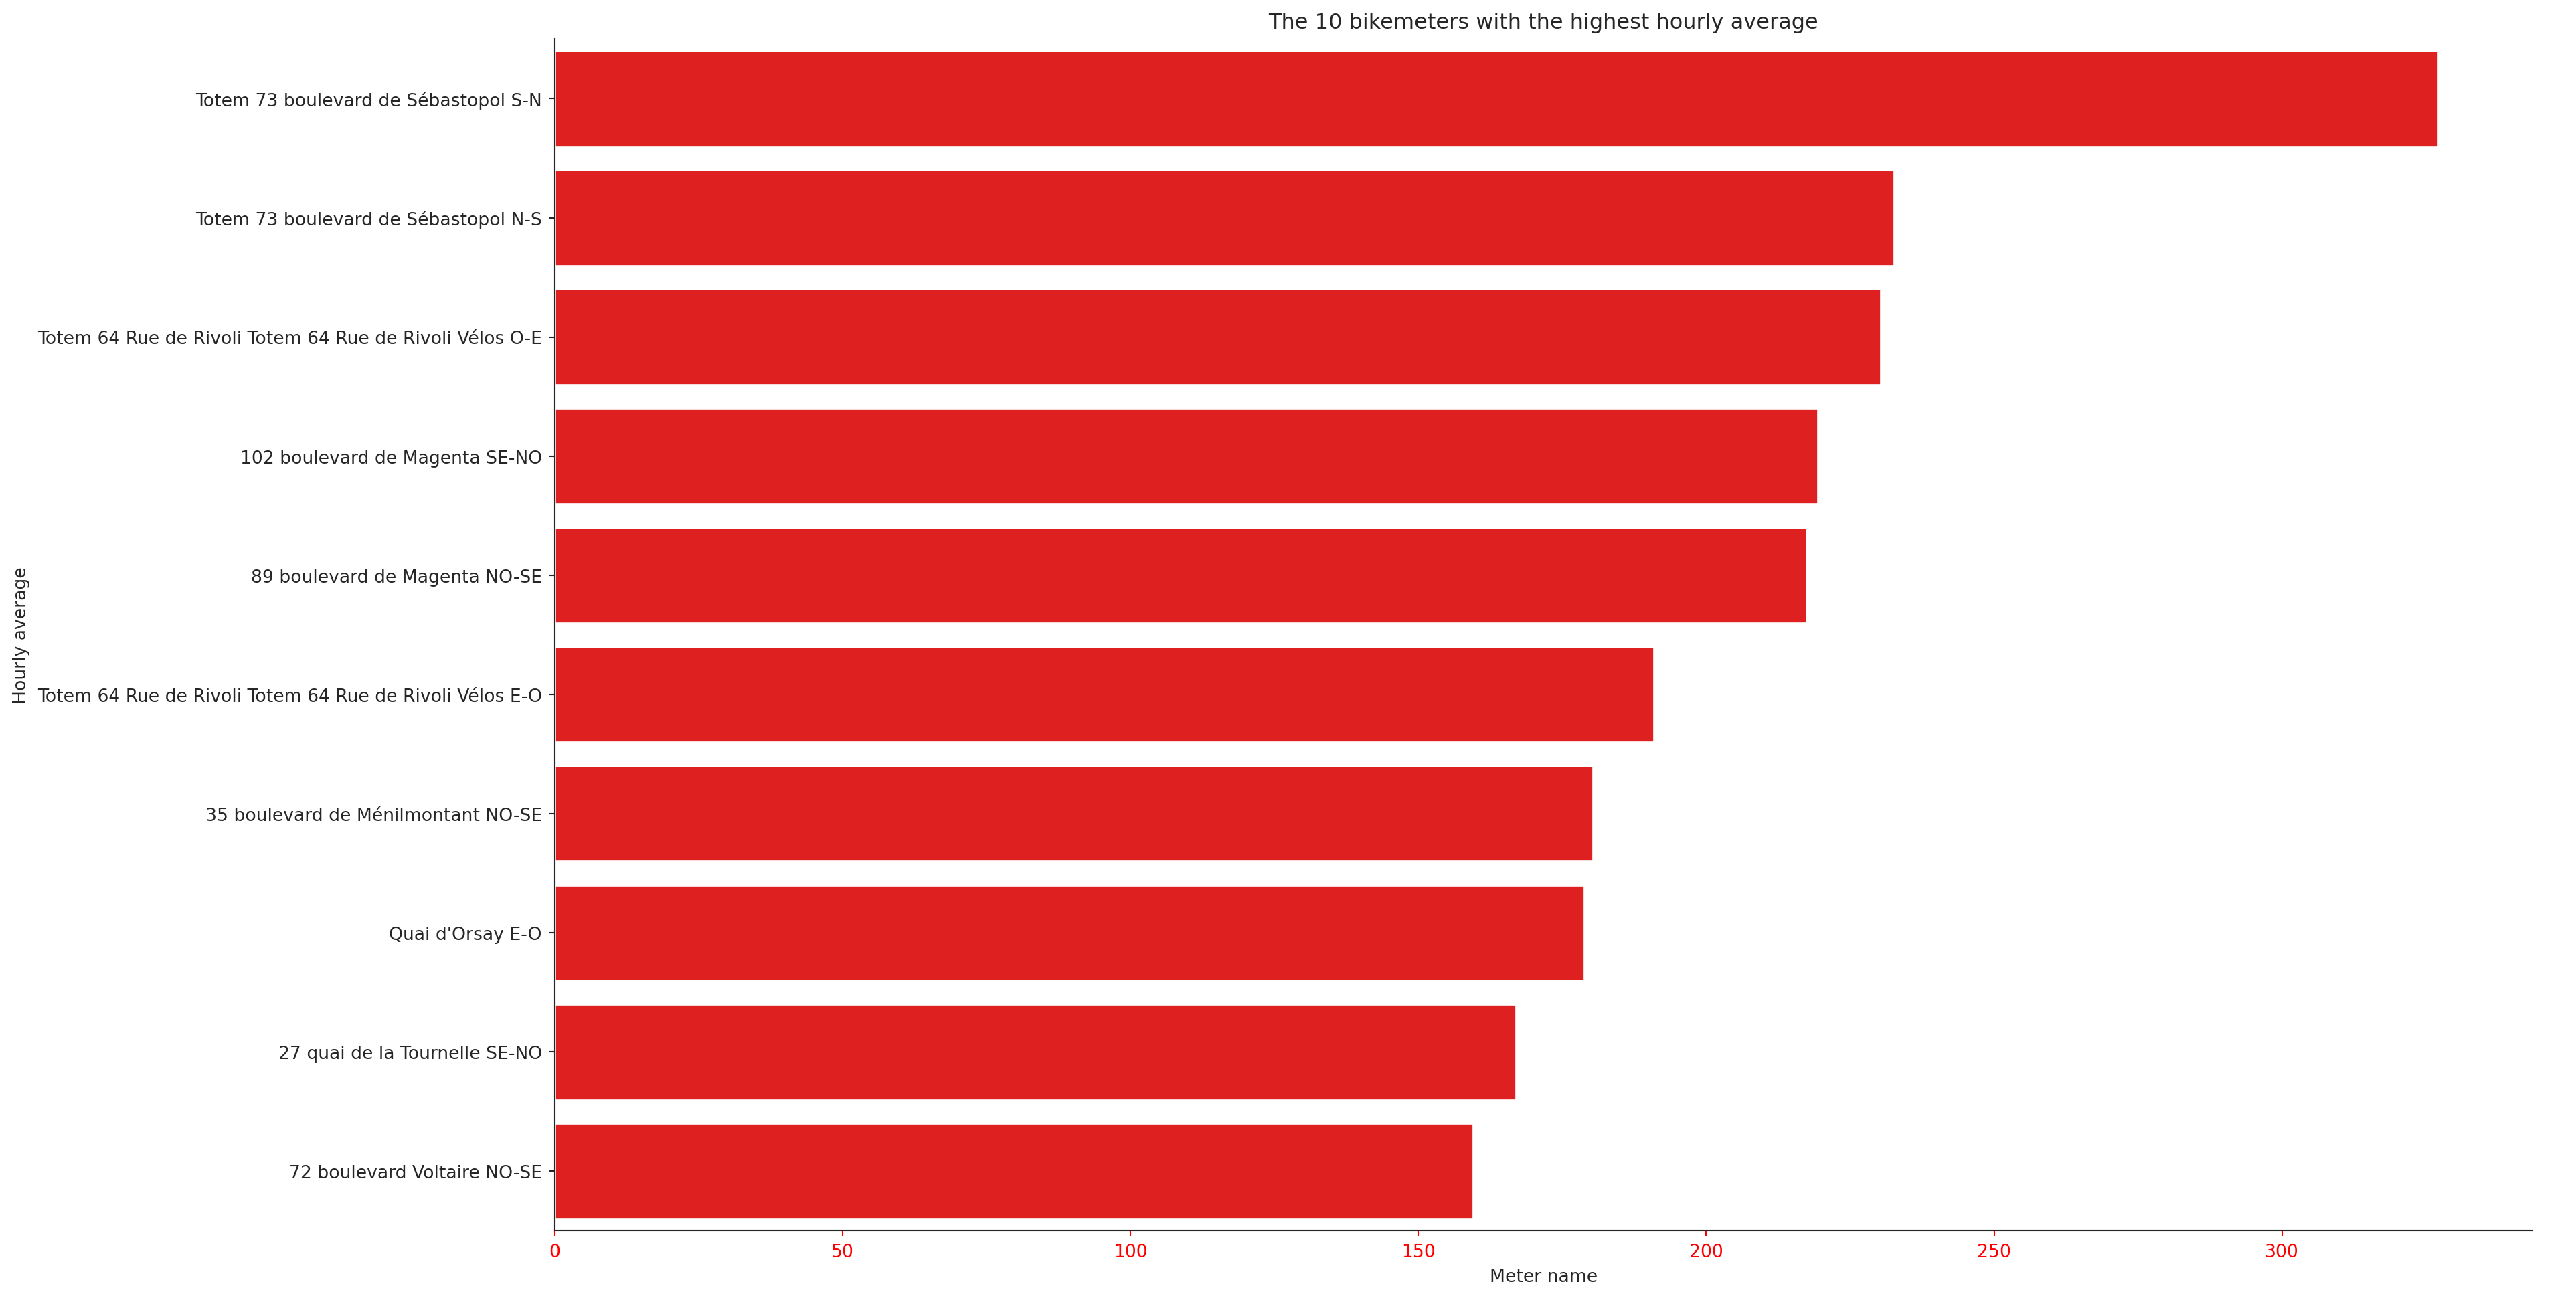 The 10 bikemeters with the highest hourly average
Totem 73 boulevard de Sébastopol S-N
Totem 73 boulevard de Sébastopol N-S
Totem 64 Rue de Rivoli Totem 64 Rue de Rivoli Vélos O-E
102 boulevard de Magenta SE-NO
89 boulevard de Magenta NO-SE
Hourly average
Totem 64 Rue de Rivoli Totem 64 Rue de Rivoli Vélos E-O
35 boulevard de Ménilmontant NO-SE
Quai d'Orsay E-O
27 quai de la Tournelle SE-NO
72 boulevard Voltaire NO-SE
0 50 100 150 200 250 300
Meter name